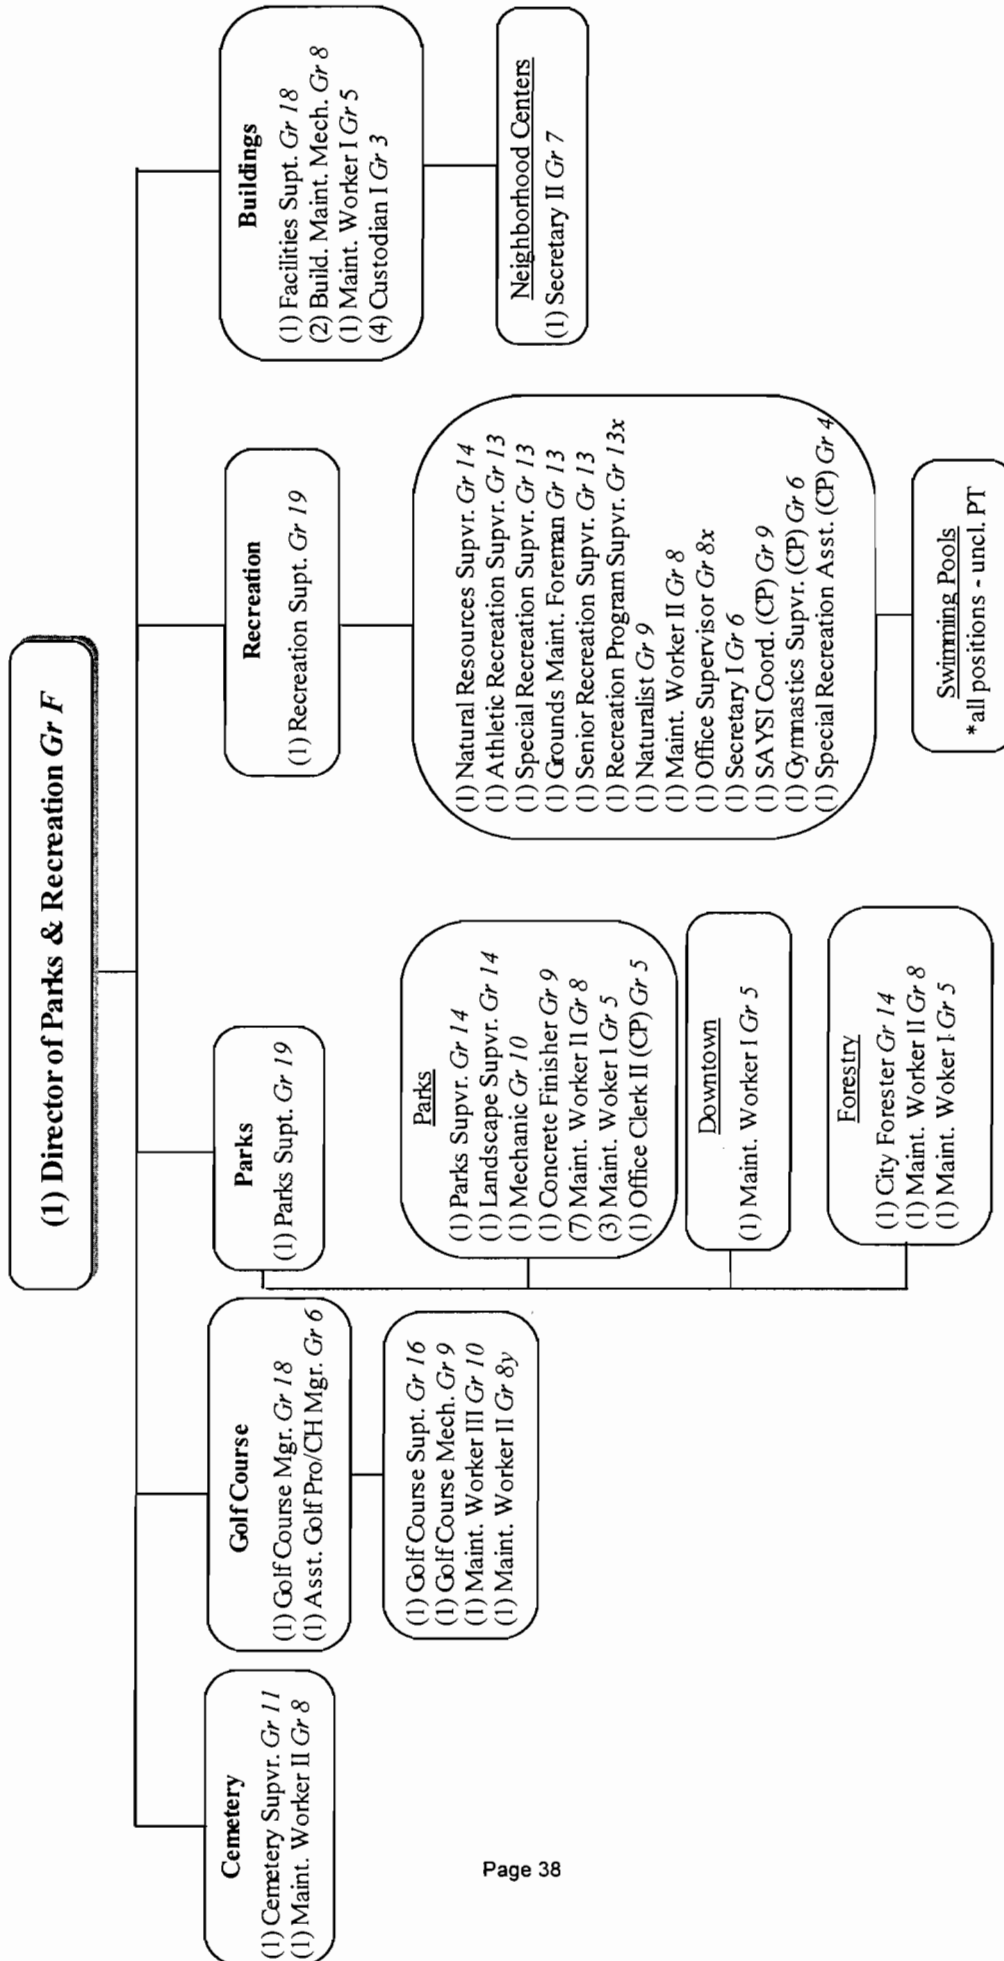 (1) Director of Parks & Recreation Gr F
Cemetery
(1) Cemetery Supvr. Gr 11
(1) Maint. Worker II Gr 8
Golf Course
(1) Golf Course Mgr. Gr 18
(1) Asst. Golf Pro/CH Mgr. Gr 6
(1) Golf Course Supt. Gr 16
(1) Golf Course Mech. Gr 9
(1) Maint. Worker III Gr 10
(1) Maint. Worker II Gr 8y
Parks
(1) Parks Supt. Gr 19
Parks
(1) Parks Supvr. Gr 14
(1) Landscape Supvr. Gr 14
(1) Mechanic Gr 10
(1) Concrete Finisher Gr 9
(7) Maint. Worker II Gr 8
(3) Maint. Woker I Gr 5
(1) Office Clerk II (CP) Gr 5
Downtown
(1) Maint. Worker I Gr 5
Forestry
(1) City Forester Gr 14
(1) Maint. Worker II Gr 8
(1) Maint. Woker I Gr 5
Recreation
(1) Recreation Supt. Gr 19
(1) Natural Resources Supvr. Gr 14
(1) Athletic Recreation Supvr. Gr 13
(1) Special Recreation Supvr. Gr 13
(1) Grounds Maint. Foreman Gr 13
(1) Senior Recreation Supvr. Gr 13
(1) Recreation Program Supvr. Gr 13x
(1) Naturalist Gr 9
(1) Maint. Worker II Gr 8
(1) Office Supervisor Gr 8x
(1) Secretary I Gr 6
(1) SAYSI Coord. (CP) Gr 9
(1) Gymnastics Supvr. (CP) Gr 6
(1) Special Recreation Asst. (CP) Gr 4
Swimming Pools
*all positions - uncl. PT
Buildings
(1) Facilities Supt. Gr 18
(2) Build. Maint. Mech. Gr 8
(1) Maint. Worker I Gr 5
(4) Custodian I Gr 3
Neighborhood Centers
(1) Secretary II Gr 7
Page 38